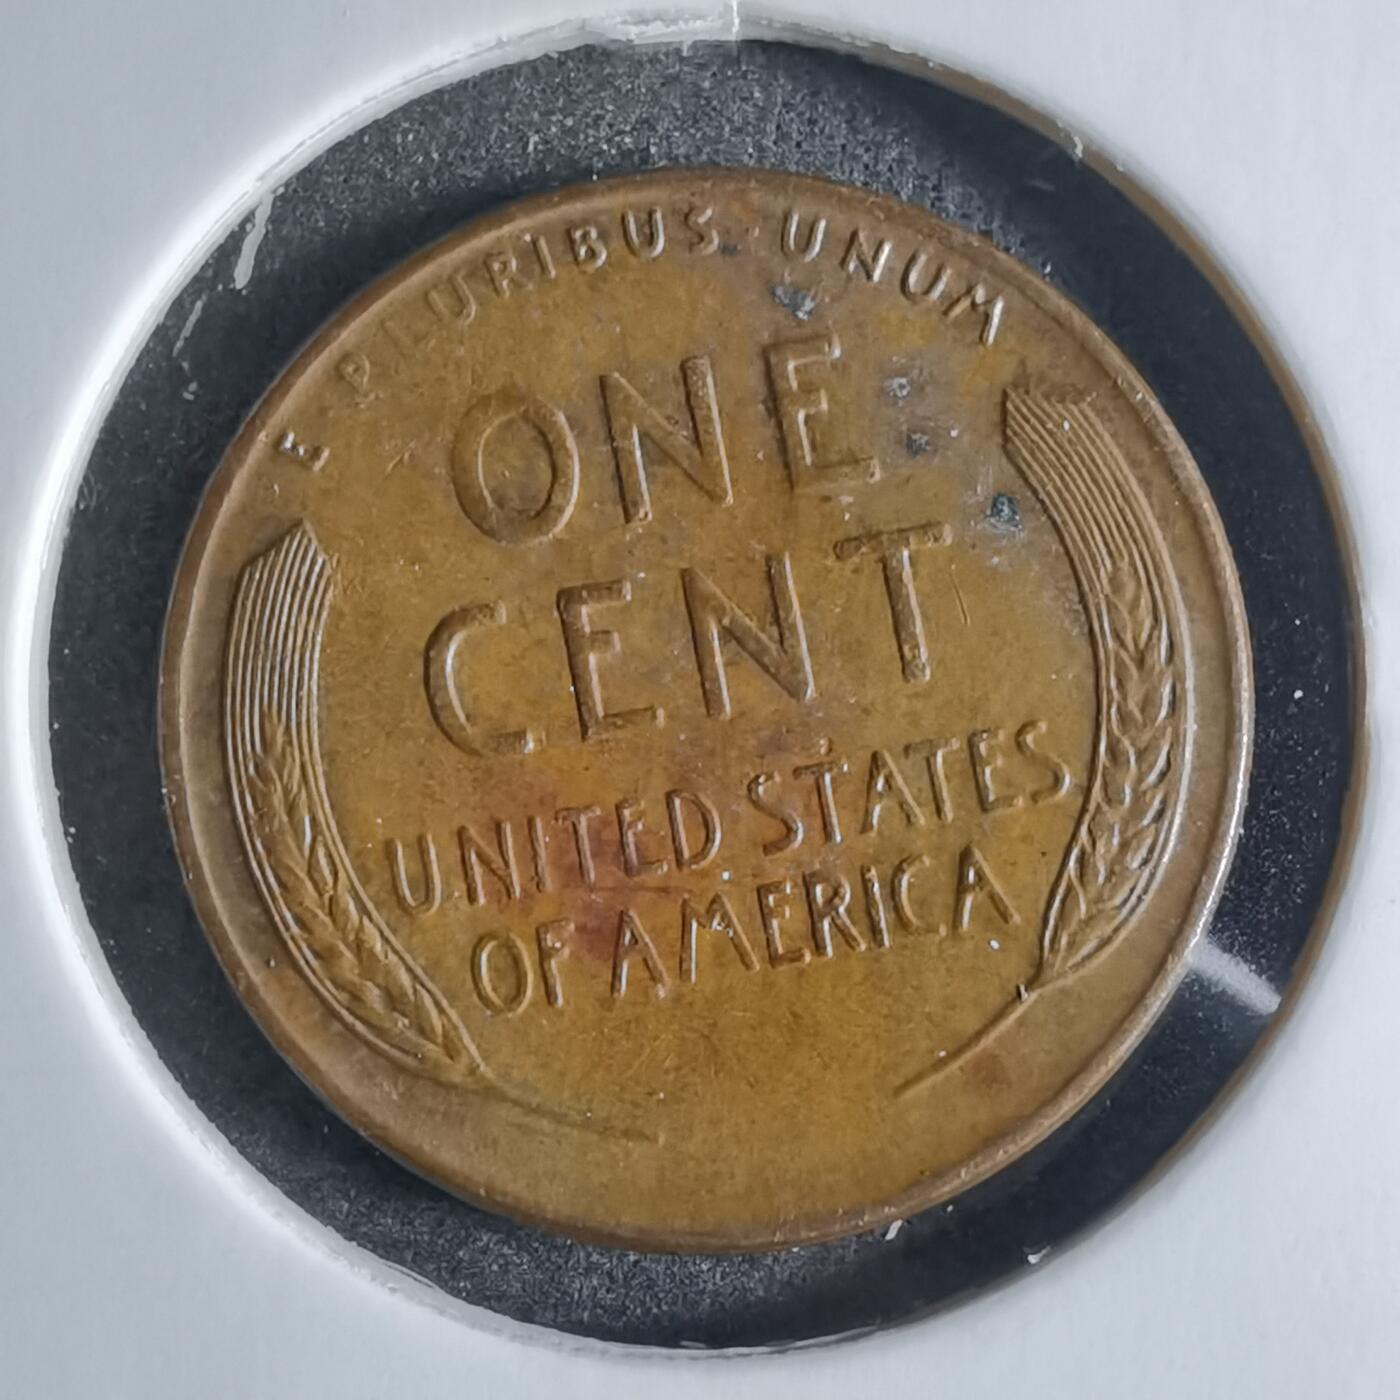 E PLURIBUS UNUM
ONE
CENT
UNITED STATES
OF AMERICA